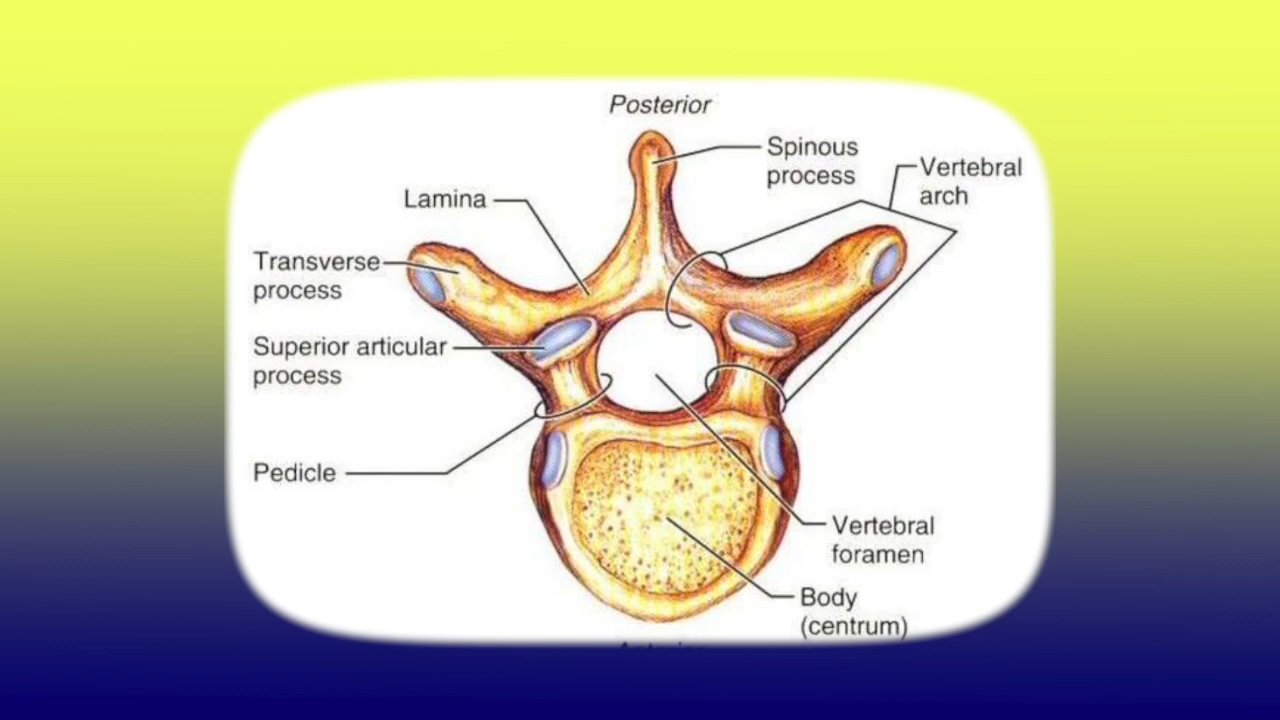 Posterior
Spinous
process
Vertebral
arch
Lamina
Transverse
process
Superior articular
process
Pedicle
Vertebral
foramen
Body
(centrum)